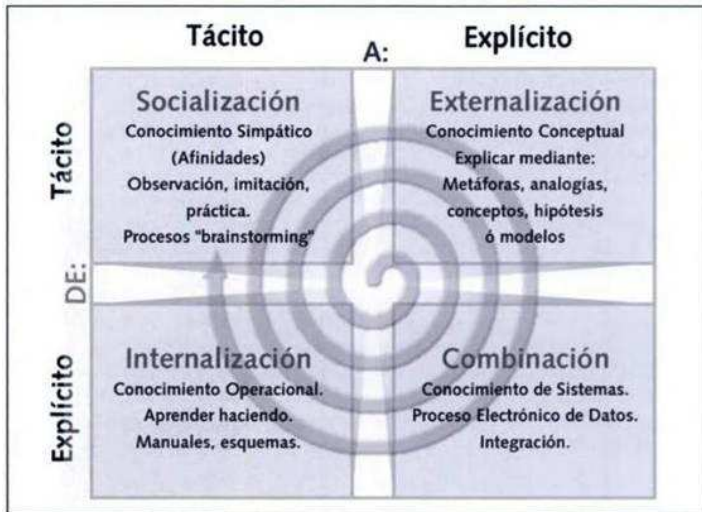 Tácito
A:
Explícito
DE:
Tácito
Socialización
Conocimiento Simpático
(Afinidades)
Observación, imitación,
práctica.
Procesos "brainstorming"
Externalización
Conocimiento Conceptual
Explicar mediante:
Metáforas, analogías,
conceptos, hipótesis
ó modelos
Explícito
Internalización
Conocimiento Operacional.
Aprender haciendo.
Manuales, esquemas.
Combinación
Conocimiento de Sistemas.
Proceso Electrónico de Datos.
Integración.